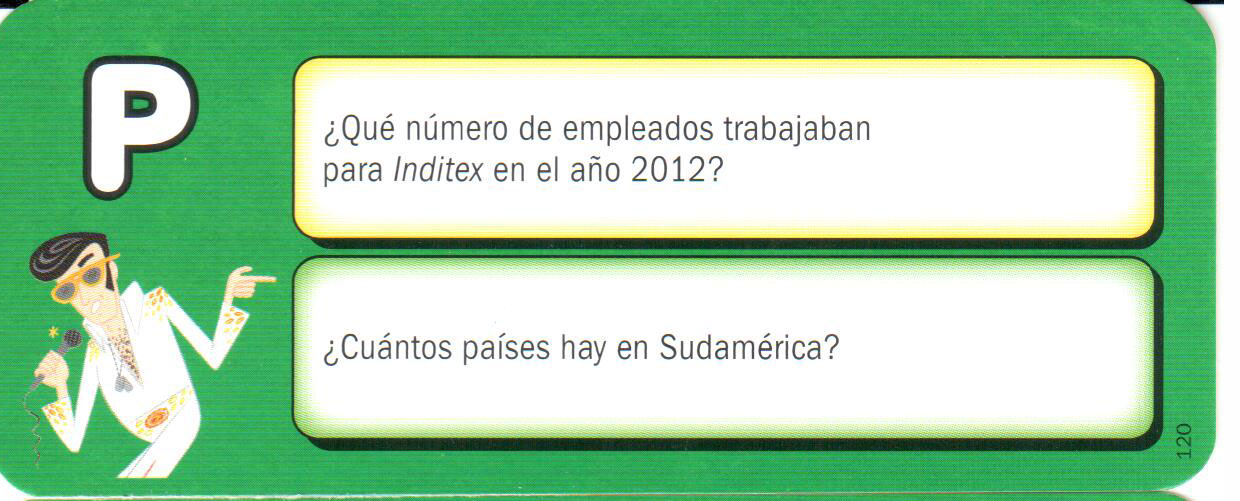 P
¿Qué número de empleados trabajaban
para Inditex en el año 2012?
¿Cuántos países hay en Sudamérica?
120